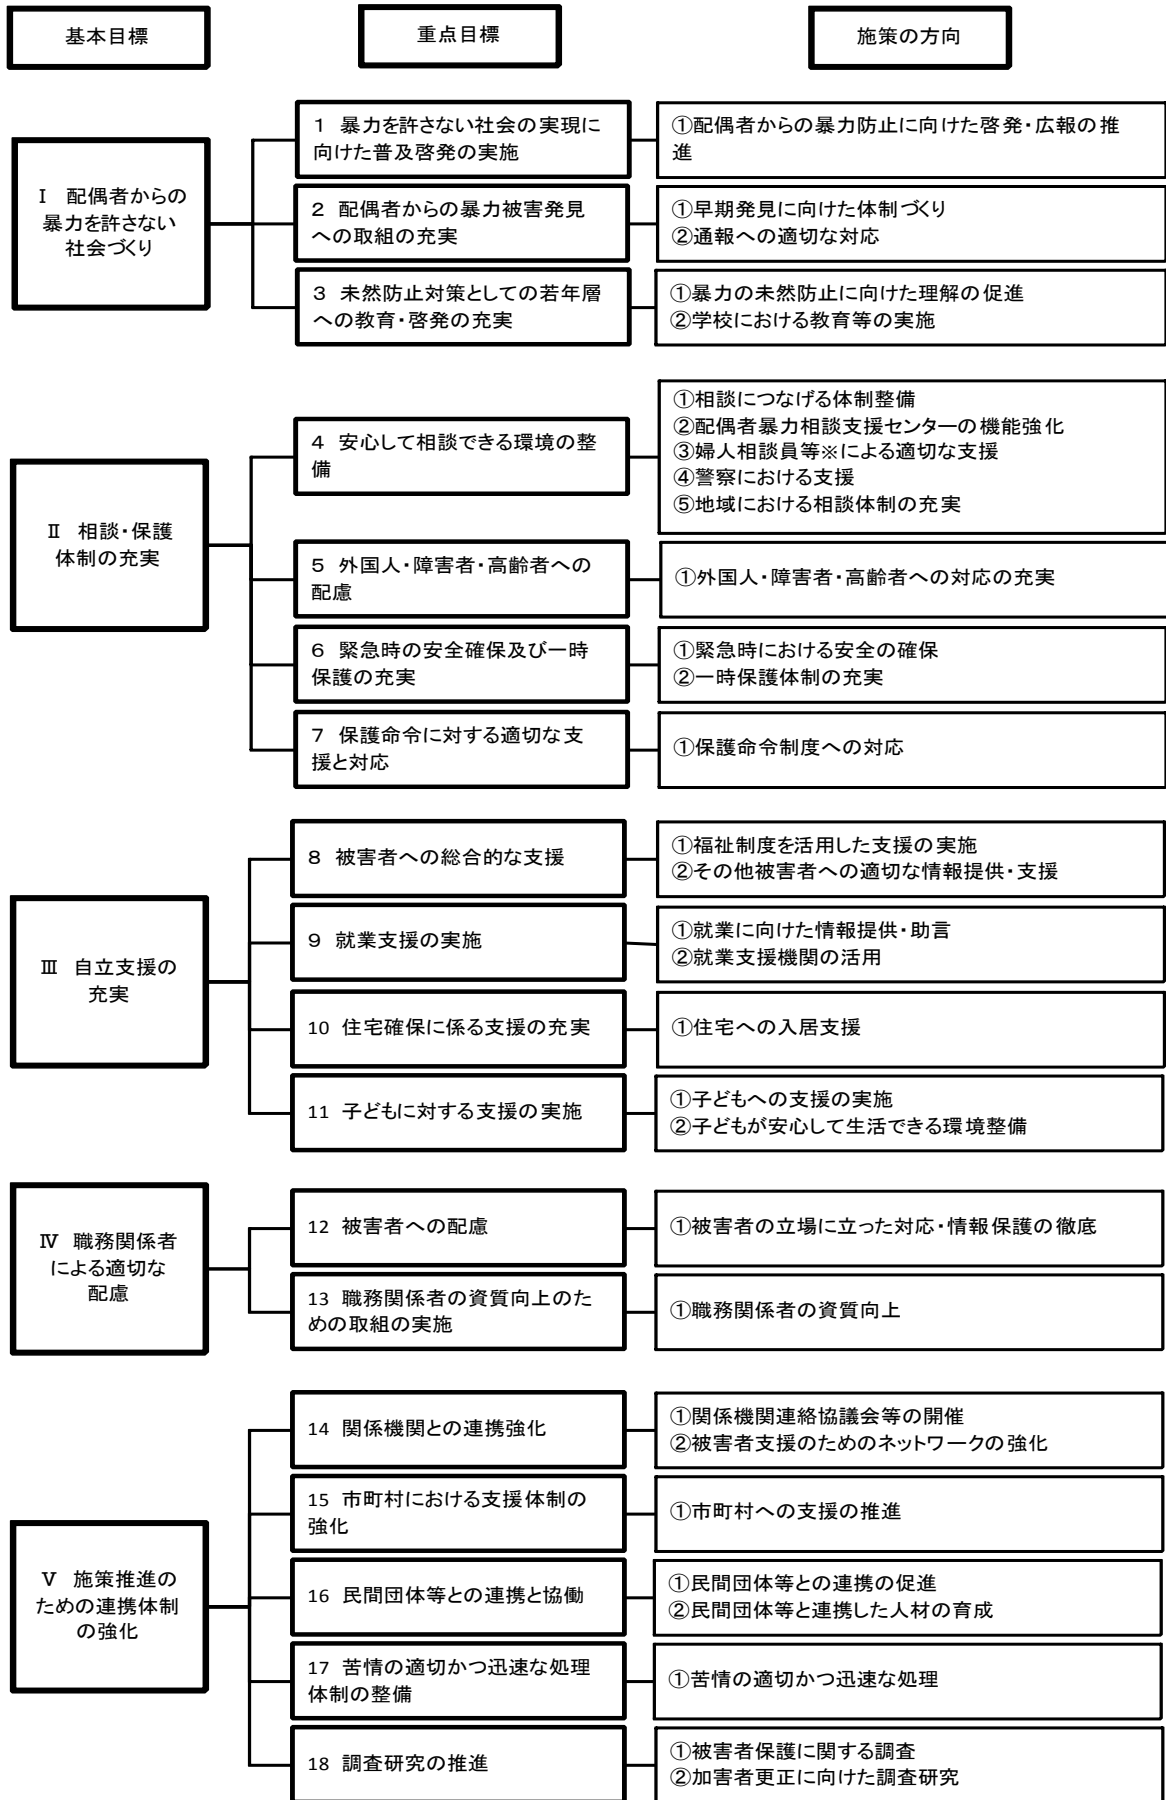 基本目標
重点目標
施策の方向
Ⅰ　配偶者からの
暴力を許さない
社会づくり
1　暴力を許さない社会の実現に
向けた普及啓発の実施
①配偶者からの暴力防止に向けた啓発・広報の推
進
2　配偶者からの暴力被害発見
への取組の充実
①早期発見に向けた体制づくり
②通報への適切な対応
3　未然防止対策としての若年層
への教育・啓発の充実
①暴力の未然防止に向けた理解の促進
②学校における教育等の実施
Ⅱ　相談・保護
体制の充実
4　安心して相談できる環境の整
備
①相談につなげる体制整備
②配偶者暴力相談支援センターの機能強化
③婦人相談員等※による適切な支援
④警察における支援
⑤地域における相談体制の充実
5　外国人・障害者・高齢者への
配慮
①外国人・障害者・高齢者への対応の充実
6　緊急時の安全確保及び一時
保護の充実
①緊急時における安全の確保
②一時保護体制の充実
7　保護命令に対する適切な支
援と対応
①保護命令制度への対応
Ⅲ　自立支援の
充実
8　被害者への総合的な支援
①福祉制度を活用した支援の実施
②その他被害者への適切な情報提供・支援
9　就業支援の実施
①就業に向けた情報提供・助言
②就業支援機関の活用
10　住宅確保に係る支援の充実
①住宅への入居支援
11　子どもに対する支援の実施
①子どもへの支援の実施
②子どもが安心して生活できる環境整備
Ⅳ　職務関係者
による適切な
配慮
12　被害者への配慮
①被害者の立場に立った対応・情報保護の徹底
13　職務関係者の資質向上のた
めの取組の実施
①職務関係者の資質向上
Ⅴ　施策推進の
ための連携体制
の強化
14　関係機関との連携強化
①関係機関連絡協議会等の開催
②被害者支援のためのネットワークの強化
15　市町村における支援体制の
強化
①市町村への支援の推進
16　民間団体等との連携と協働
①民間団体等との連携の促進
②民間団体等と連携した人材の育成
17　苦情の適切かつ迅速な処理
体制の整備
①苦情の適切かつ迅速な処理
18　調査研究の推進
①被害者保護に関する調査
②加害者更正に向けた調査研究